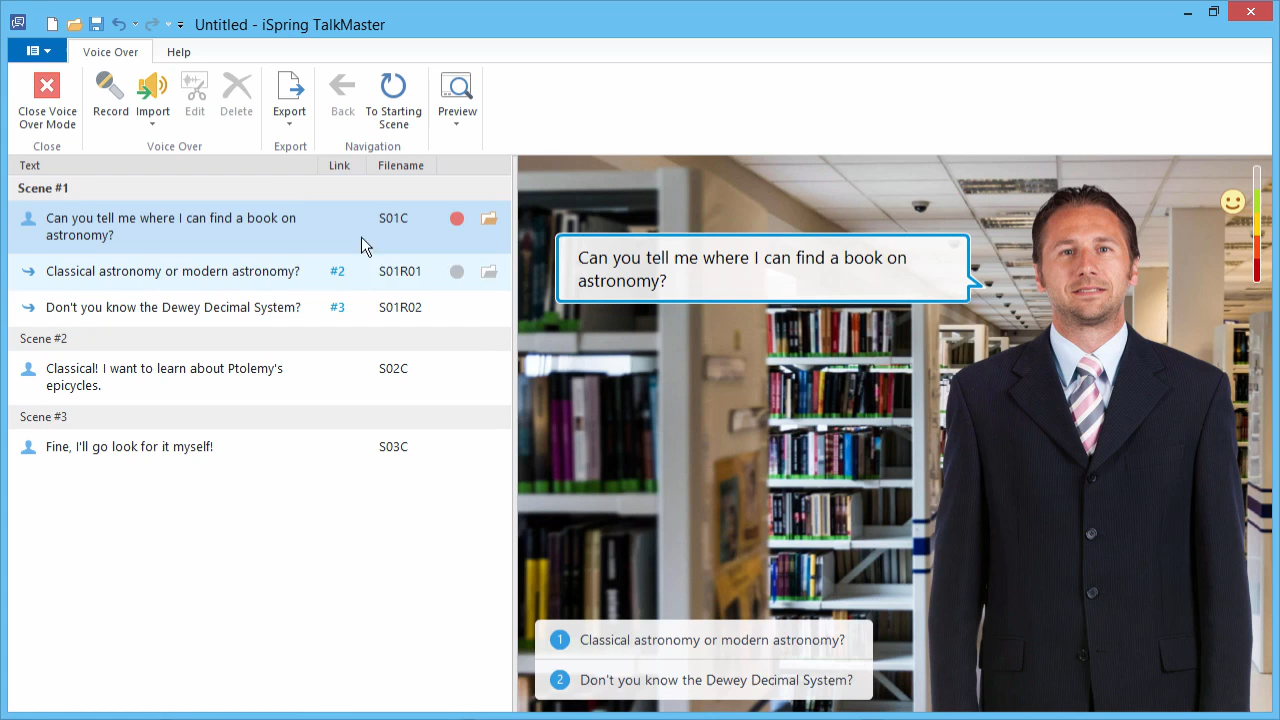 Untitled - iSpring TalkMaster
Voice Over
Help
Close Voice
Over Mode
Record
Import
Edit
Delete
Export
Back
To Starting
Scene
Preview
Close
Voice Over
Export
Navigation
Text
Link
Filename
Scene #1
Can you tell me where I can find a book on
astronomy?
S01C
Classical astronomy or modern astronomy?
#2
S01R01
Don't you know the Dewey Decimal System?
#3
S01R02
Scene #2
Classical! I want to learn about Ptolemy's
epicycles.
S02C
Scene #3
Fine, I'll go look for it myself!
S03C
Can you tell me where I can find a book on
astronomy?
1 Classical astronomy or modern astronomy?
2 Don't you know the Dewey Decimal System?